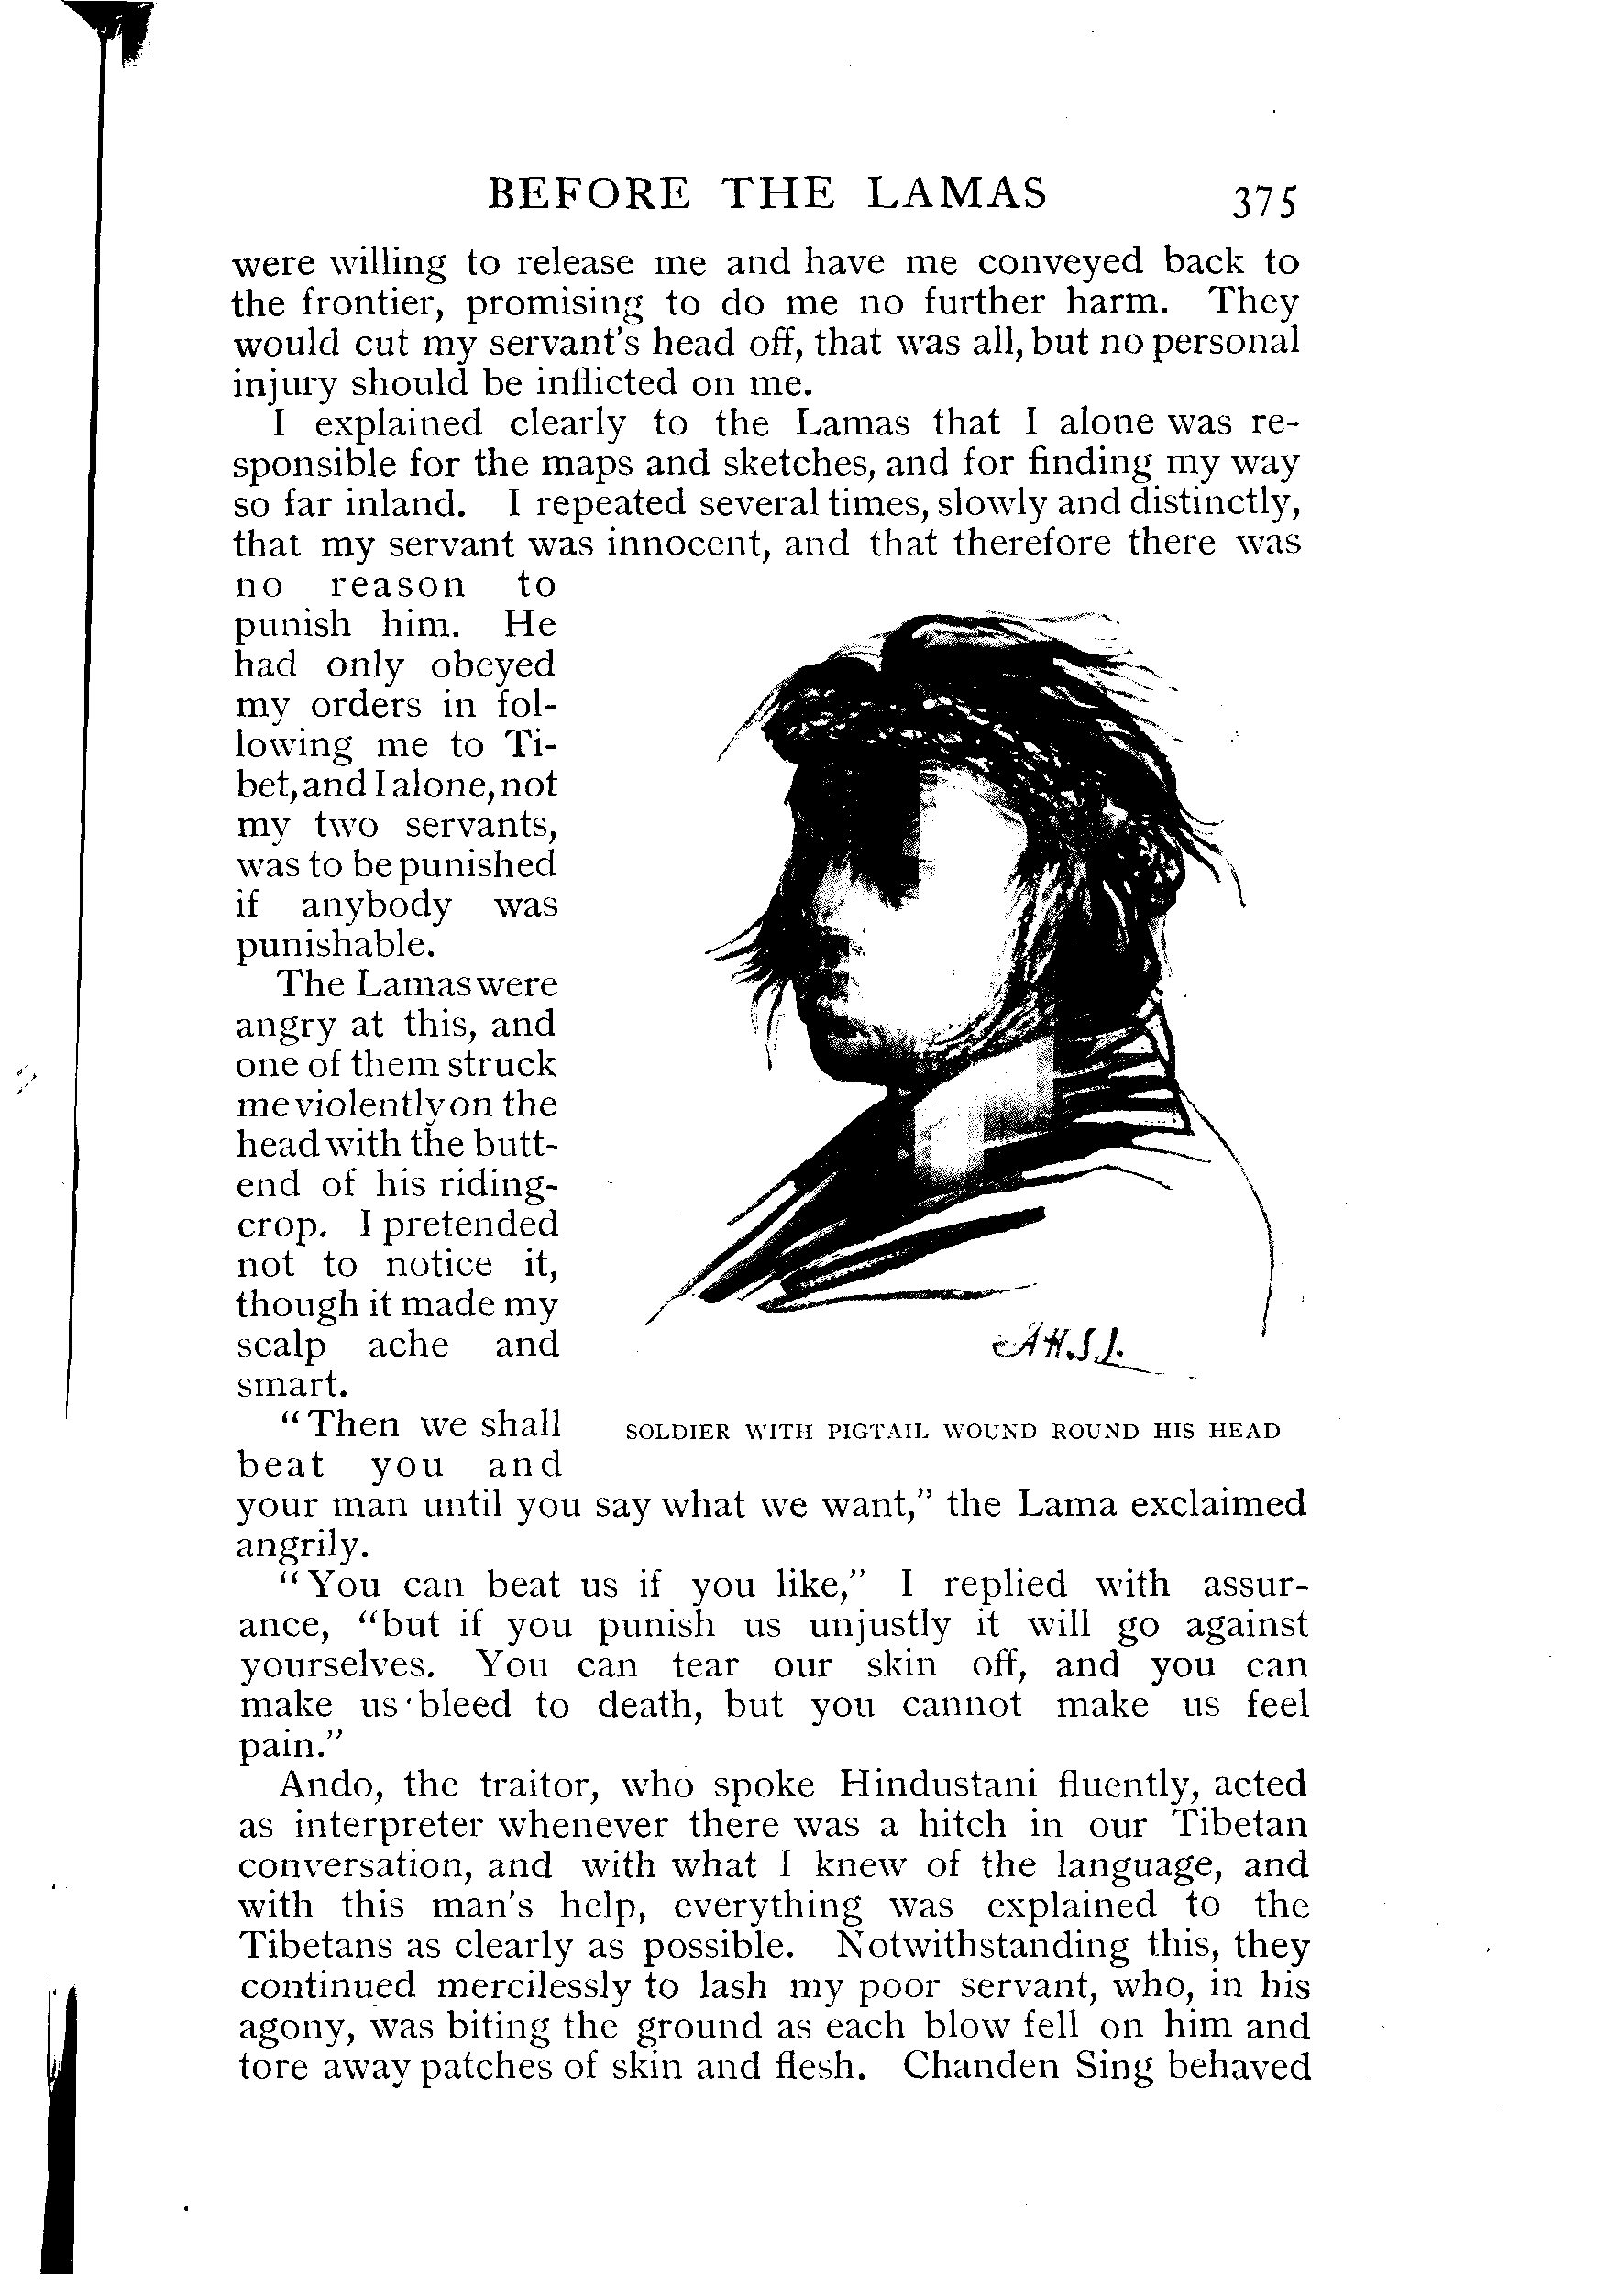 BEFORE THE LAMAS 375
were willing to release me and have me conveyed back to
the frontier, promising to do me no further harm. They
would cut my servant's head off, that was all, but no personal
injury should be inflicted on me.
I explained clearly to the Lamas that I alone was re-
sponsible for the maps and sketches, and for finding my way
so far inland. I repeated several times, slowly and distinctly,
that my servant was innocent, and that therefore there was
no reason to
punish him. He
had only obeyed
my orders in fol-
lowing me to Ti-
bet, and I alone, not
my two servants,
was to be punished
if anybody was
punishable.
The Lamas were
angry at this, and
one of them struck
me violently on the
head with the butt-
end of his riding-
crop. I pretended
not to notice it,
though it made my
scalp ache and
smart.
"Then we shall
beat you and
A.H.S.L.
SOLDIER WITH PIGTAIL WOUND ROUND HIS HEAD
your man until you say what we want," the Lama exclaimed
angrily.
"You can beat us if you like," I replied with assur-
ance, "but if you punish us unjustly it will go against
yourselves. You can tear our skin off, and you can
make us bleed to death, but you cannot make us feel
pain."
Ando, the traitor, who spoke Hindustani fluently, acted
as interpreter whenever there was a hitch in our Tibetan
conversation, and with what I knew of the language, and
with this man's help, everything was explained to the
Tibetans as clearly as possible. Notwithstanding this, they
continued mercilessly to lash my poor servant, who, in his
agony, was biting the ground as each blow fell on him and
tore away patches of skin and flesh. Chanden Sing behaved